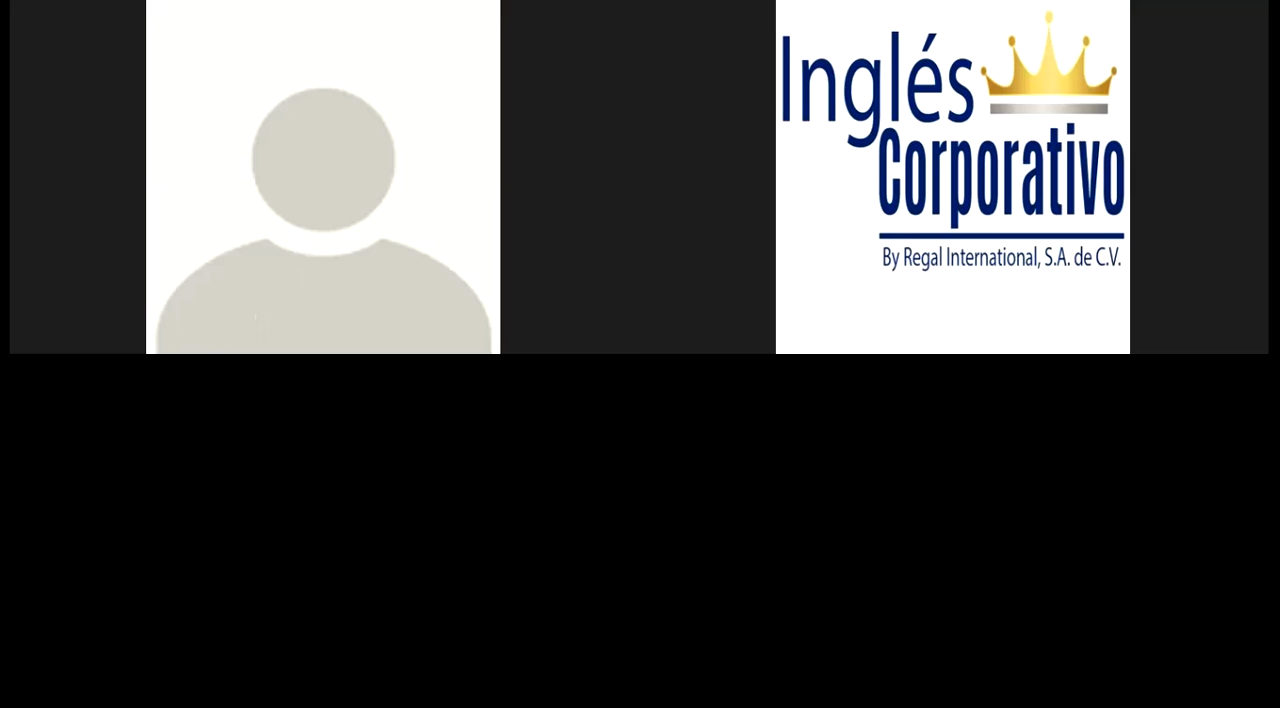 Inglés
Corporativo
By Regal International, S.A. de C.V.